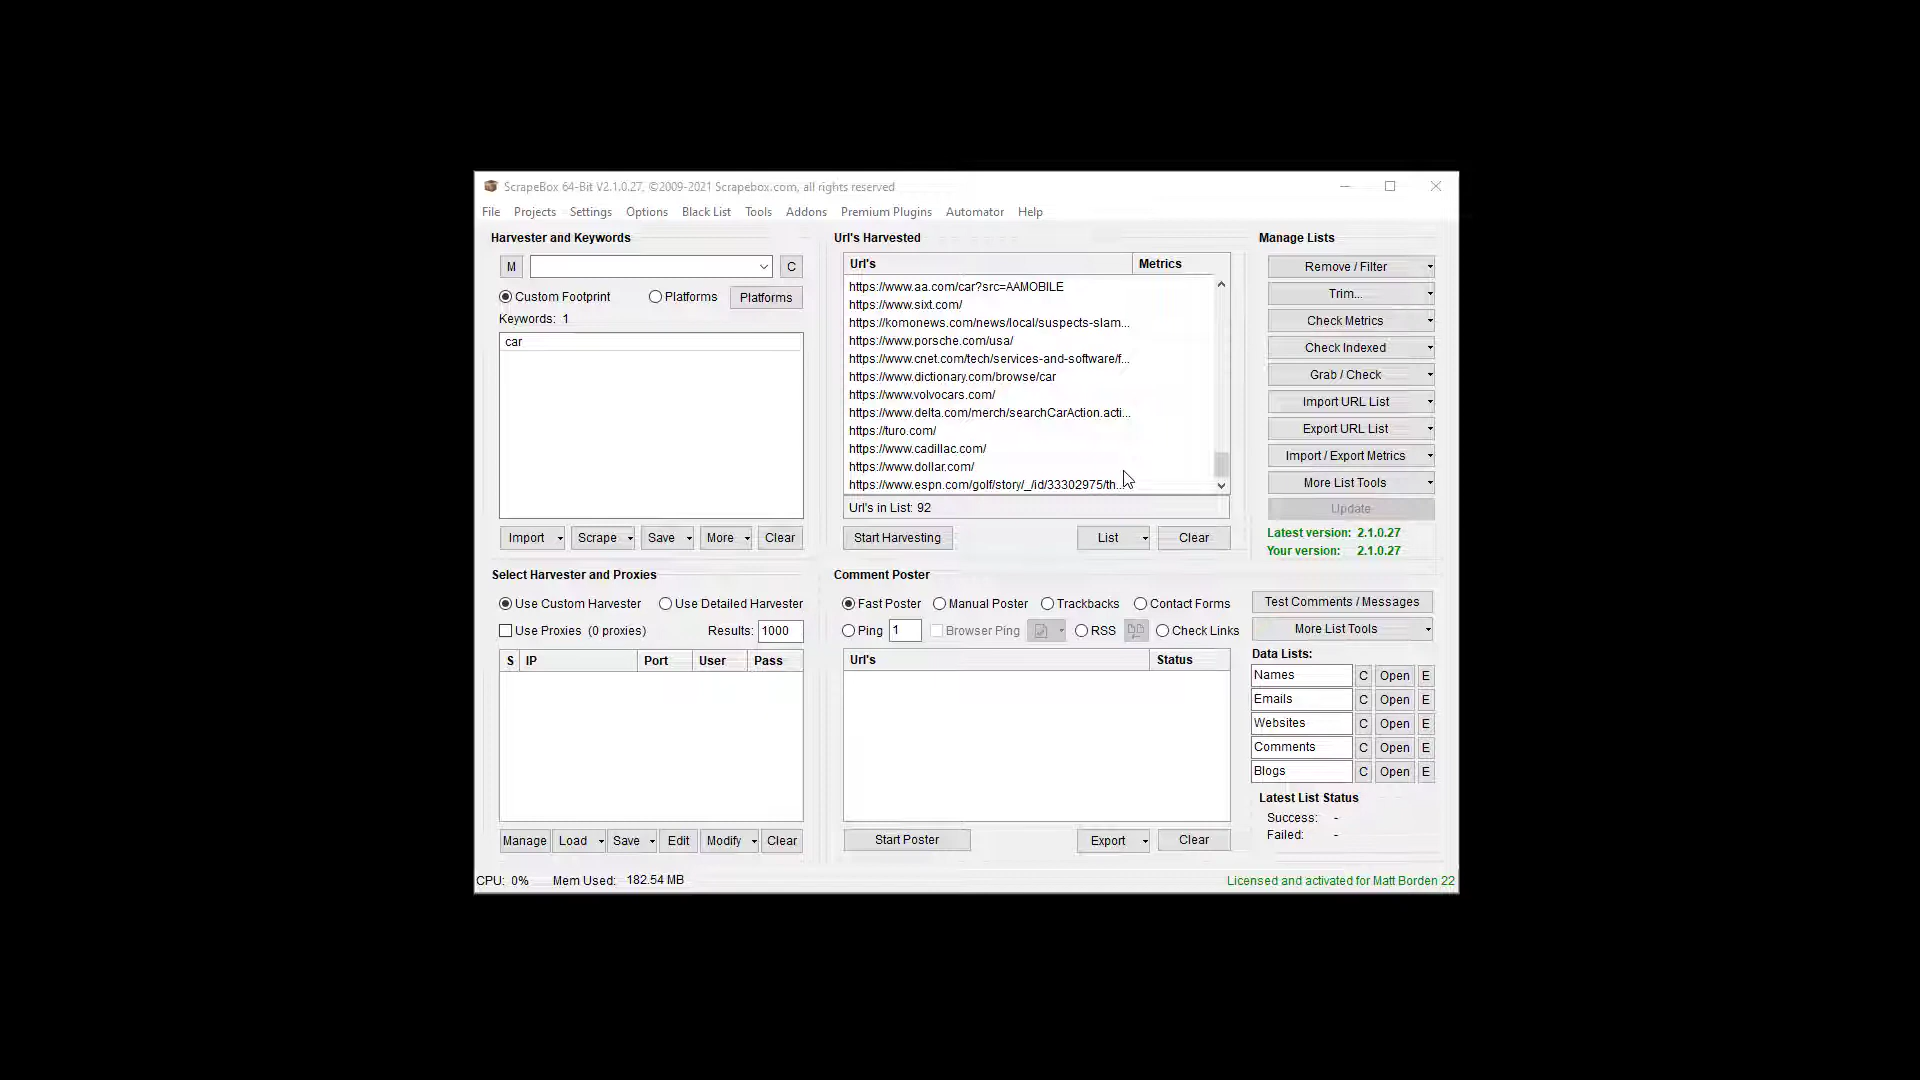 ScrapeBox 64-Bit V2.1.0.27, ©2009-2021 Scrapebox.com, all rights reserved
File Projects Settings Options Black List Tools Addons Premium Plugins Automator Help
Harvester and Keywords
M
C
Custom Footprint
Platforms
Platforms
Keywords: 1
car
Import
Scrape
Save
More
Clear
Url's Harvested
Url's Metrics
https://www.aa.com/car?src=AAMOBILE
https://www.sixt.com/
https://komonews.com/news/local/suspects-slam...
https://www.porsche.com/usa/
https://www.cnet.com/tech/services-and-software/f...
https://www.dictionary.com/browse/car
https://www.volvocars.com/
https://www.delta.com/merch/searchCarAction.acti...
https://turo.com/
https://www.cadillac.com/
https://www.dollar.com/
https://www.espn.com/golf/story/_/id/33302975/th...
Url's in List: 92
Start Harvesting
List
Clear
Manage Lists
Remove / Filter
Trim...
Check Metrics
Check Indexed
Grab / Check
Import URL List
Export URL List
Import / Export Metrics
More List Tools
Update
Latest version: 2.1.0.27
Your version: 2.1.0.27
Select Harvester and Proxies
Use Custom Harvester
Use Detailed Harvester
Use Proxies (0 proxies)
Results: 1000
S IP Port User Pass
Manage
Load
Save
Edit
Modify
Clear
Comment Poster
Fast Poster
Manual Poster
Trackbacks
Contact Forms
Ping 1
Browser Ping
RSS
Check Links
Url's Status
Start Poster
Export
Clear
Test Comments / Messages
More List Tools
Data Lists:
Names C Open E
Emails C Open E
Websites C Open E
Comments C Open E
Blogs C Open E
Latest List Status
Success: -
Failed: -
CPU: 0% Mem Used: 182.54 MB
Licensed and activated for Matt Borden 22